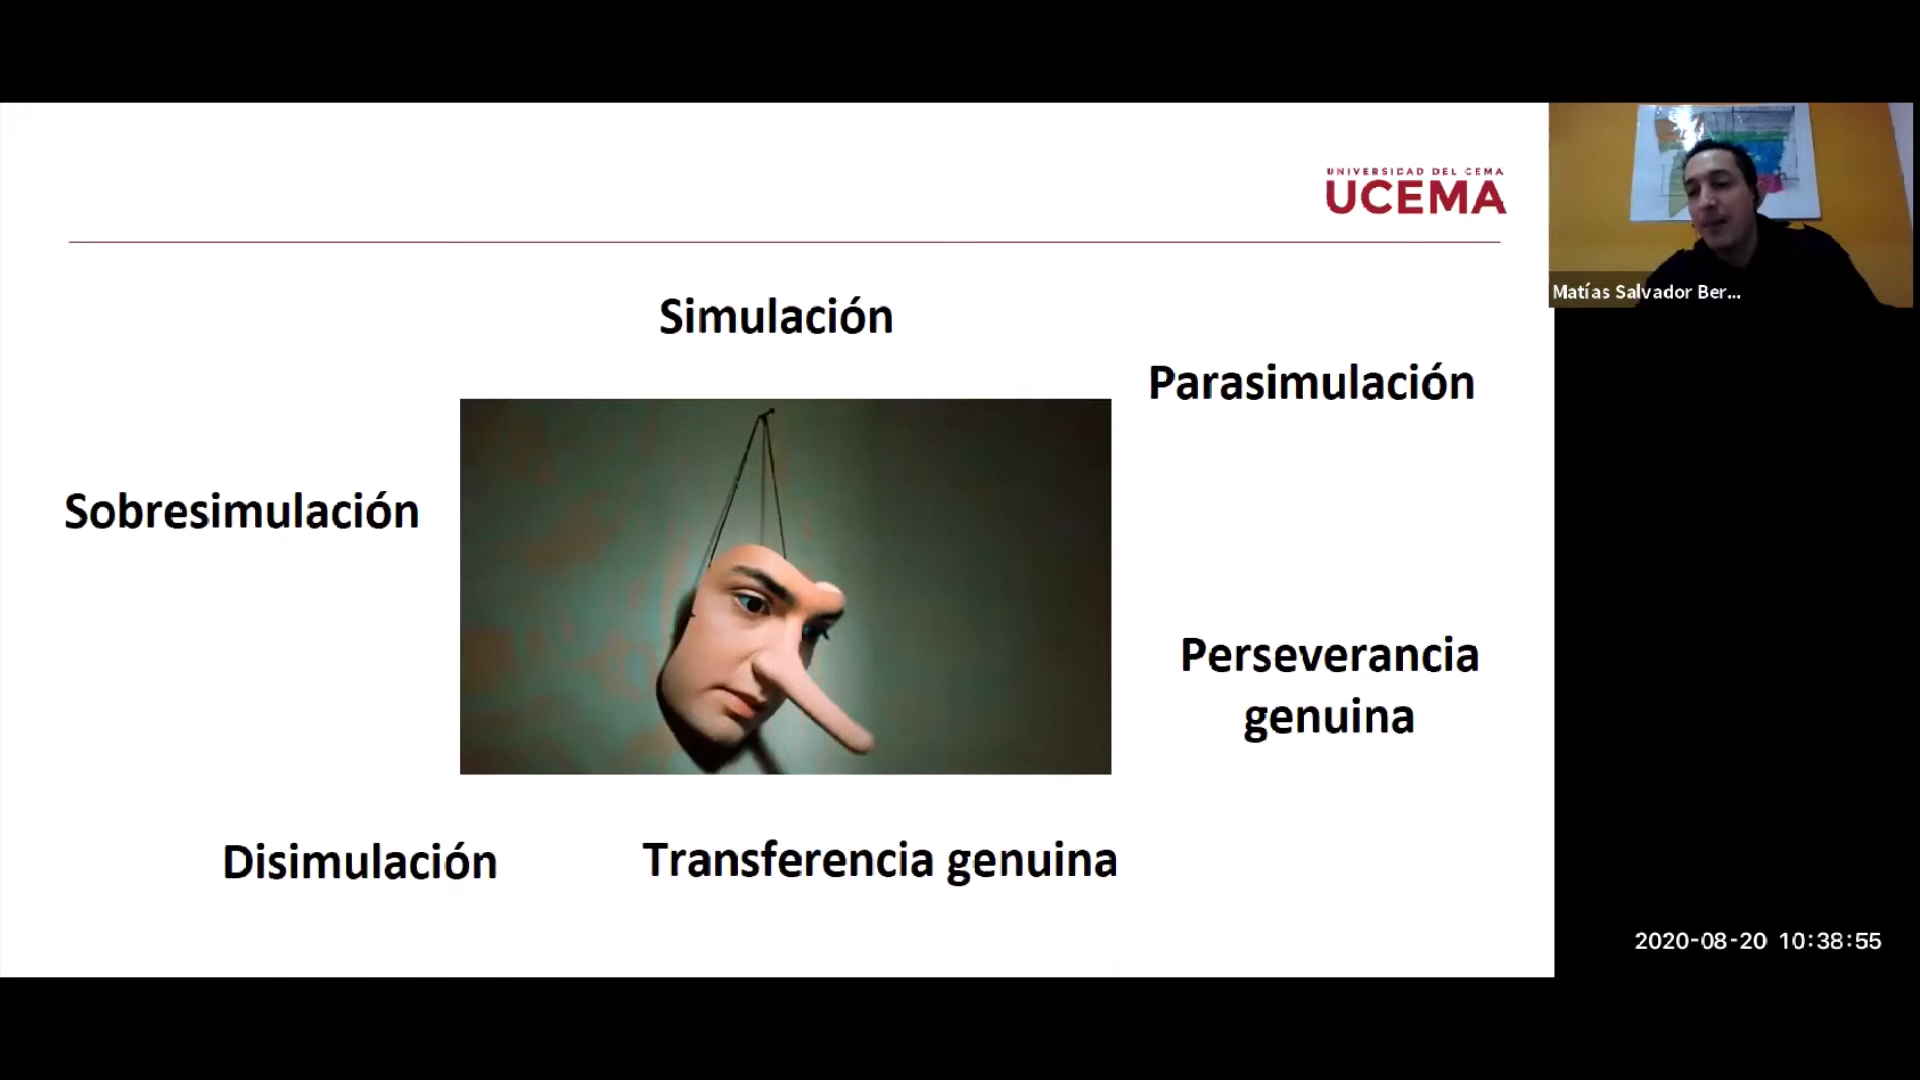 UNIVERSIDAD DEL CEMA
UCEMA
Matías Salvador Ber...
Simulación
Parasimulación
Sobresimulación
Perseverancia
genuina
Disimulación
Transferencia genuina
2020-08-20 10:38:55